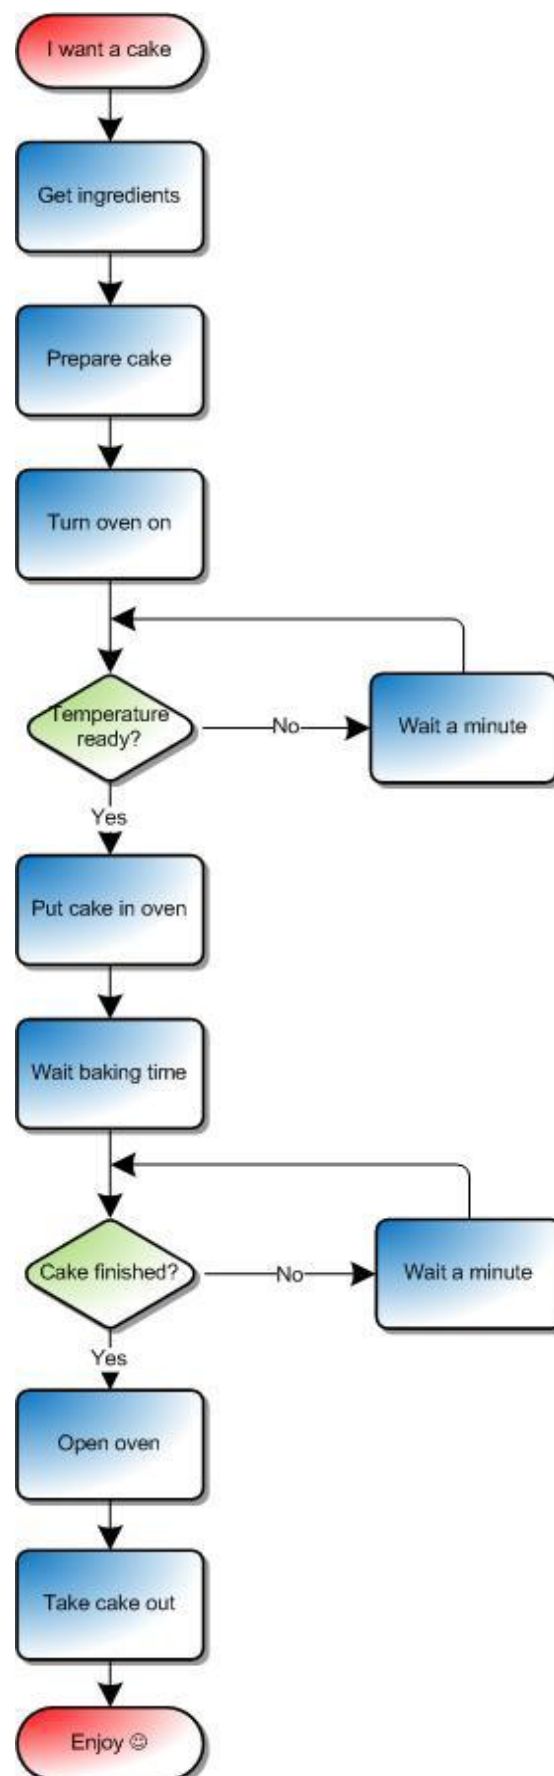 I want a cake
Get ingredients
Prepare cake
Turn oven on
Temperature
ready?
No
Wait a minute
Yes
Put cake in oven
Wait baking time
Cake finished?
No
Wait a minute
Yes
Open oven
Take cake out
Enjoy ☺